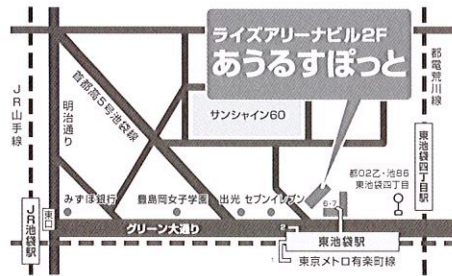 ライズアリーナビル2F
あうるすぽっと
都電荒川線
JR山手線
明治通り
首都高5号池袋線
サンシャイン60
東池袋四丁目駅
都02乙・池86
東池袋四丁目
みずほ銀行
豊島岡女子学園
出光
セブンイレブン
6・7
JR池袋駅
東口
グリーン大通り
2
東池袋駅
1
東京メトロ有楽町線